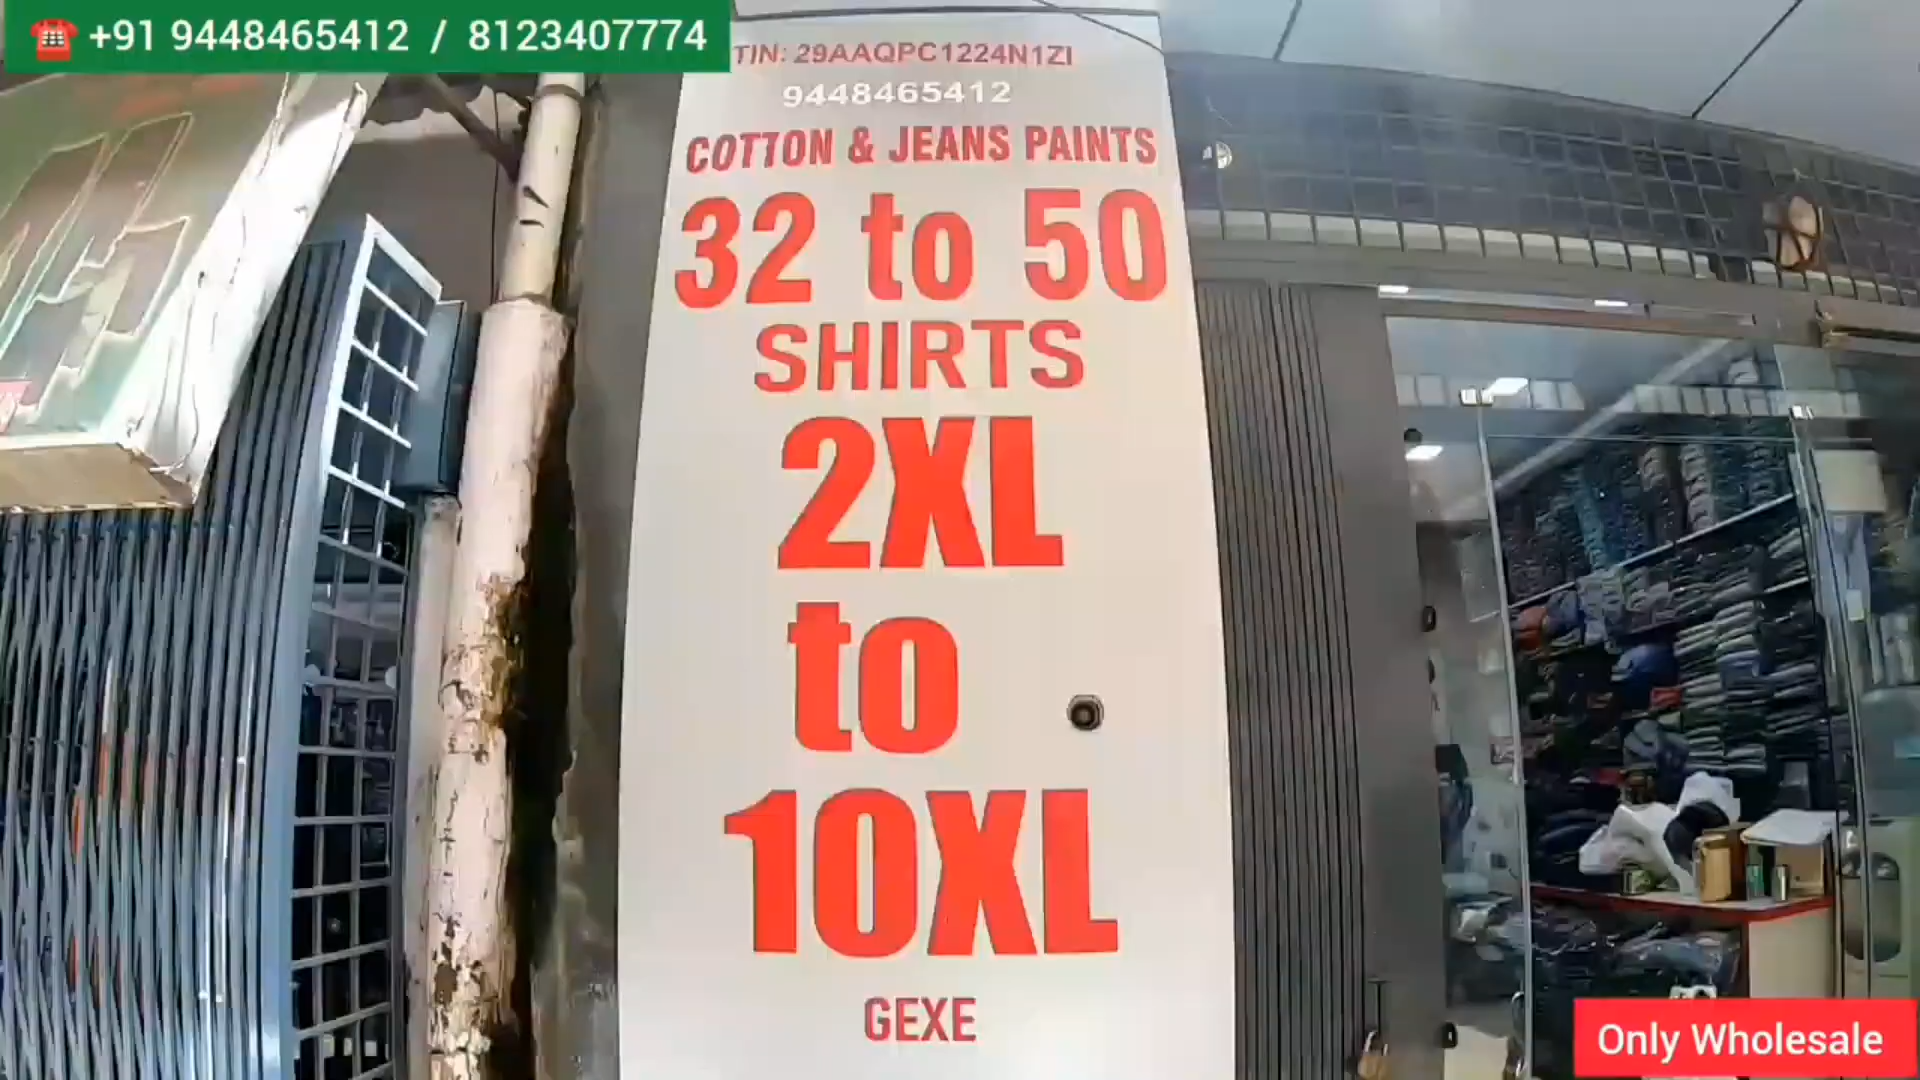 +91 9448465412 / 8123407774
TIN: 29AAQPC1224N1ZI
9448465412
COTTON & JEANS PAINTS
32 to 50
SHIRTS
2XL
to
10XL
GEXE
Only Wholesale